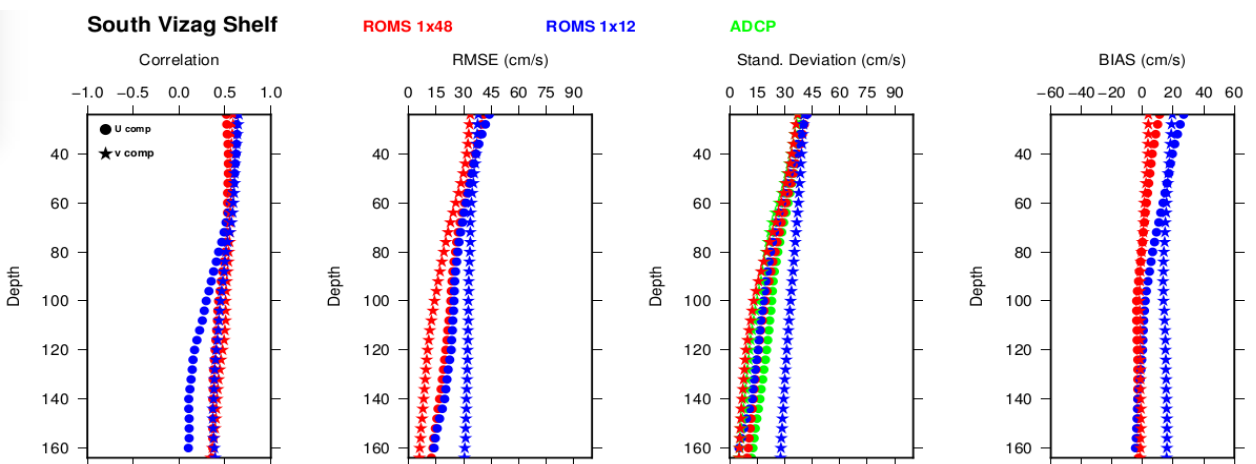 South Vizag Shelf ROMS 1x48 ROMS 1x12 ADCP
Correlation RMSE (cm/s) Stand. Deviation (cm/s) BIAS (cm/s)
−1.0 −0.5 0.0 0.5 1.0 0 15 30 45 60 75 90 0 15 30 45 60 75 90 −60 −40 −20 0 20 40 60
U comp
v comp
40 40 40 40
60 60 60 60
80 80 80 80
Depth Depth Depth Depth
100 100 100 100
120 120 120 120
140 140 140 140
160 160 160 160